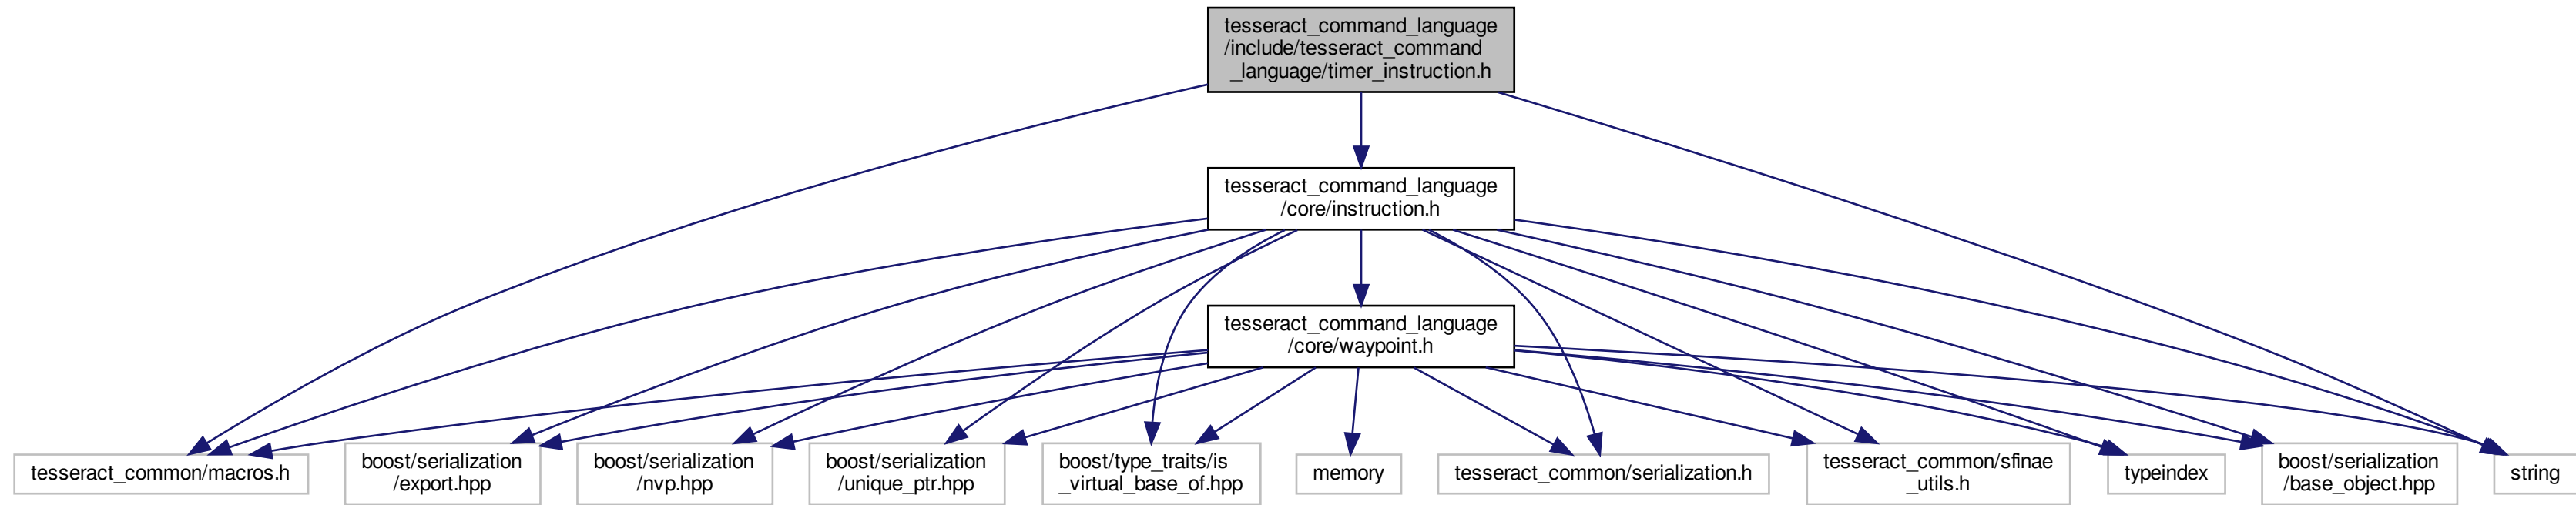 tesseract_command_language
/include/tesseract_command
_language/timer_instruction.h
tesseract_command_language
/core/instruction.h
tesseract_command_language
/core/waypoint.h
tesseract_common/macros.h
boost/serialization
/export.hpp
boost/serialization
/nvp.hpp
boost/serialization
/unique_ptr.hpp
boost/type_traits/is
_virtual_base_of.hpp
memory
tesseract_common/serialization.h
tesseract_common/sfinae
_utils.h
typeindex
boost/serialization
/base_object.hpp
string